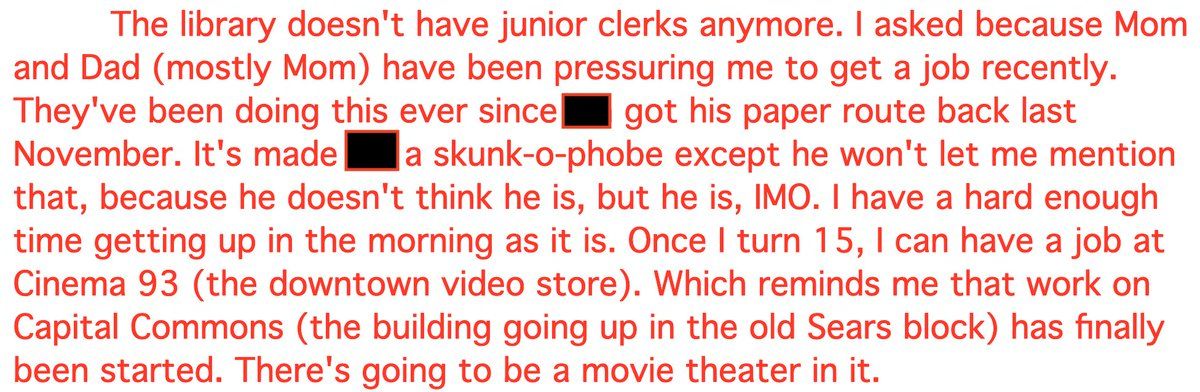 The library doesn't have junior clerks anymore. I asked because Mom
and Dad (mostly Mom) have been pressuring me to get a job recently.
They've been doing this ever since got his paper route back last
November. It's made a skunk-o-phobe except he won't let me mention
that, because he doesn't think he is, but he is, IMO. I have a hard enough
time getting up in the morning as it is. Once I turn 15, I can have a job at
Cinema 93 (the downtown video store). Which reminds me that work on
Capital Commons (the building going up in the old Sears block) has finally
been started. There's going to be a movie theater in it.